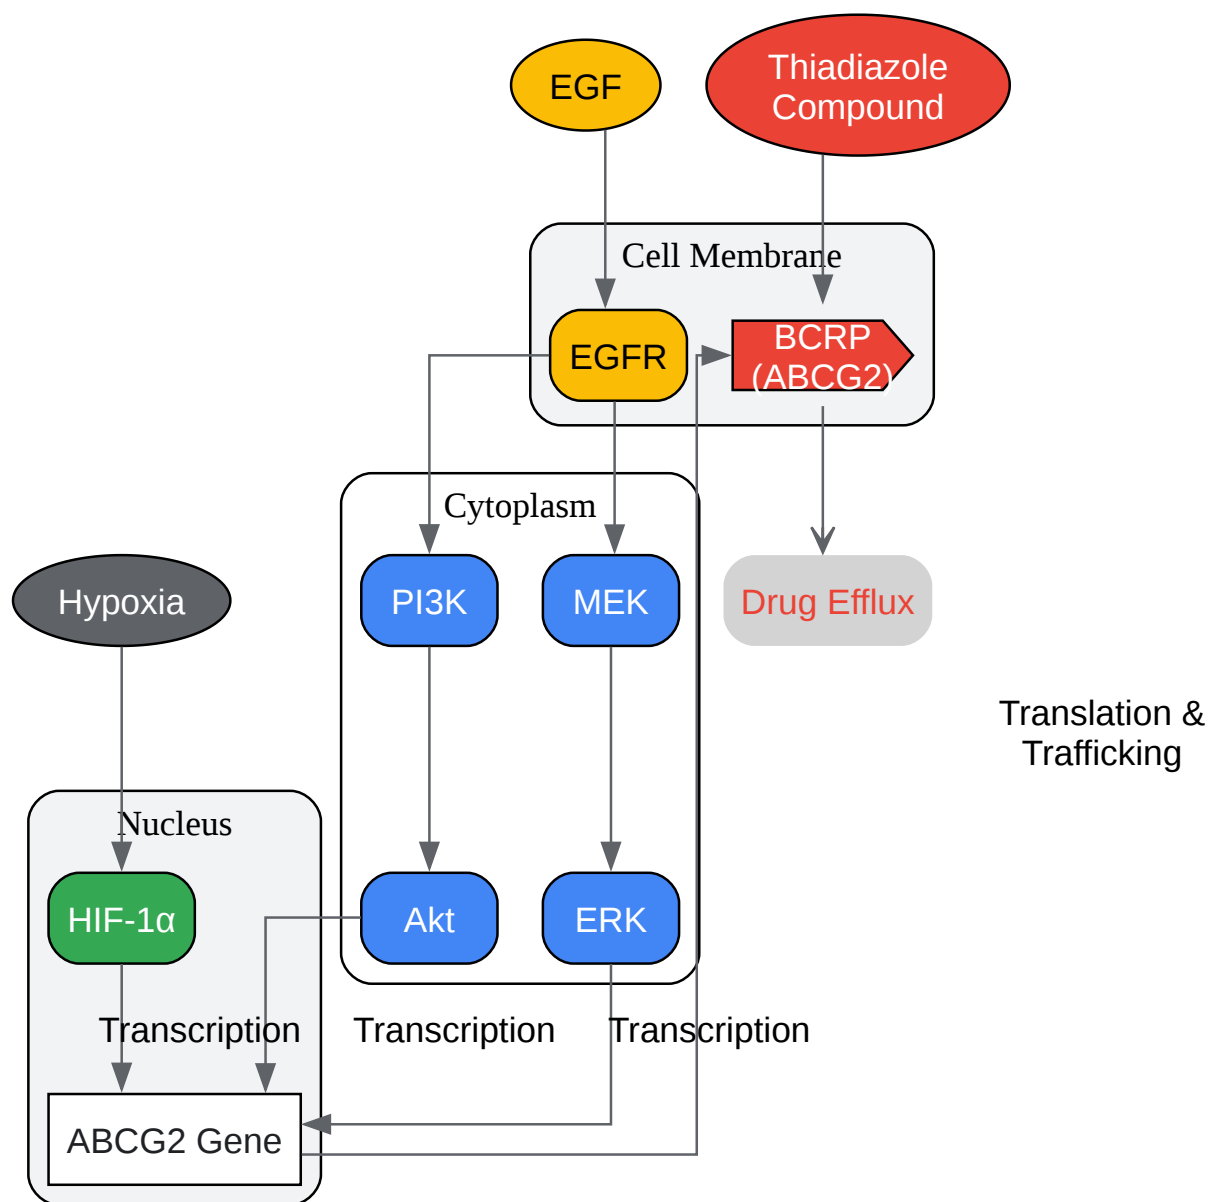 EGF
Thiadiazole
Compound
Cell Membrane
EGFR
BCRP
(ABCG2)
Cytoplasm
Hypoxia
PI3K
MEK
Drug Efflux
Translation &
Trafficking
Nucleus
HIF-1α
Akt
ERK
Transcription
Transcription
Transcription
ABCG2 Gene